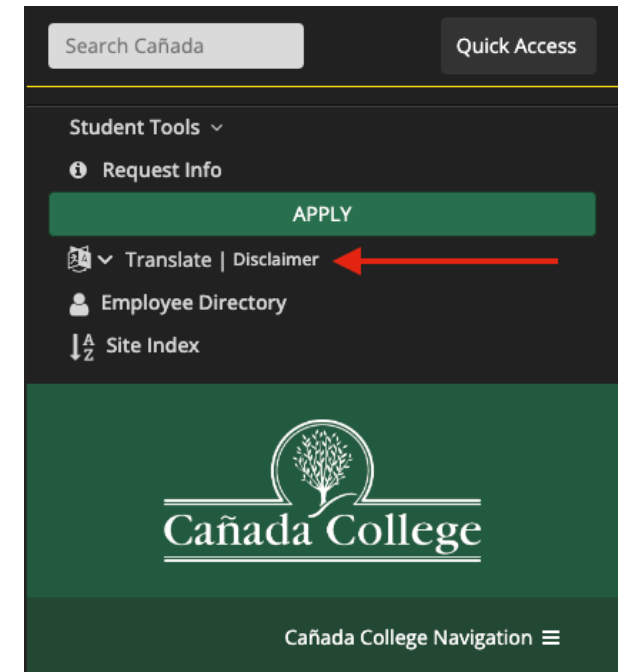 Search Cañada
Quick Access
Student Tools
Request Info
APPLY
Translate | Disclaimer
Employee Directory
A
Z
Site Index
Cañada College
Cañada College Navigation